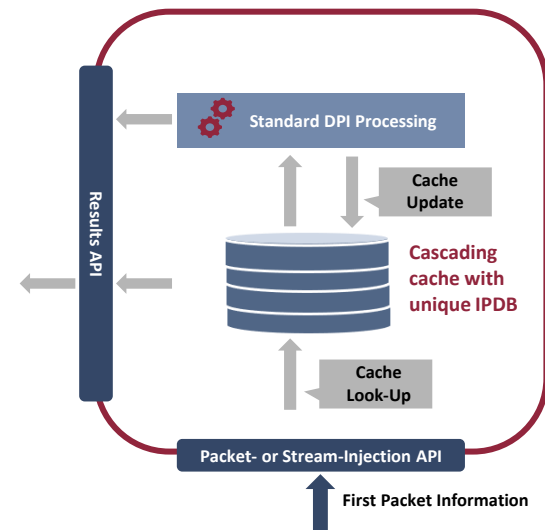 Standard DPI Processing
Cache
Update
Results API
Cascading
cache with
unique IPDB
Cache
Look-Up
Packet- or Stream-Injection API
First Packet Information